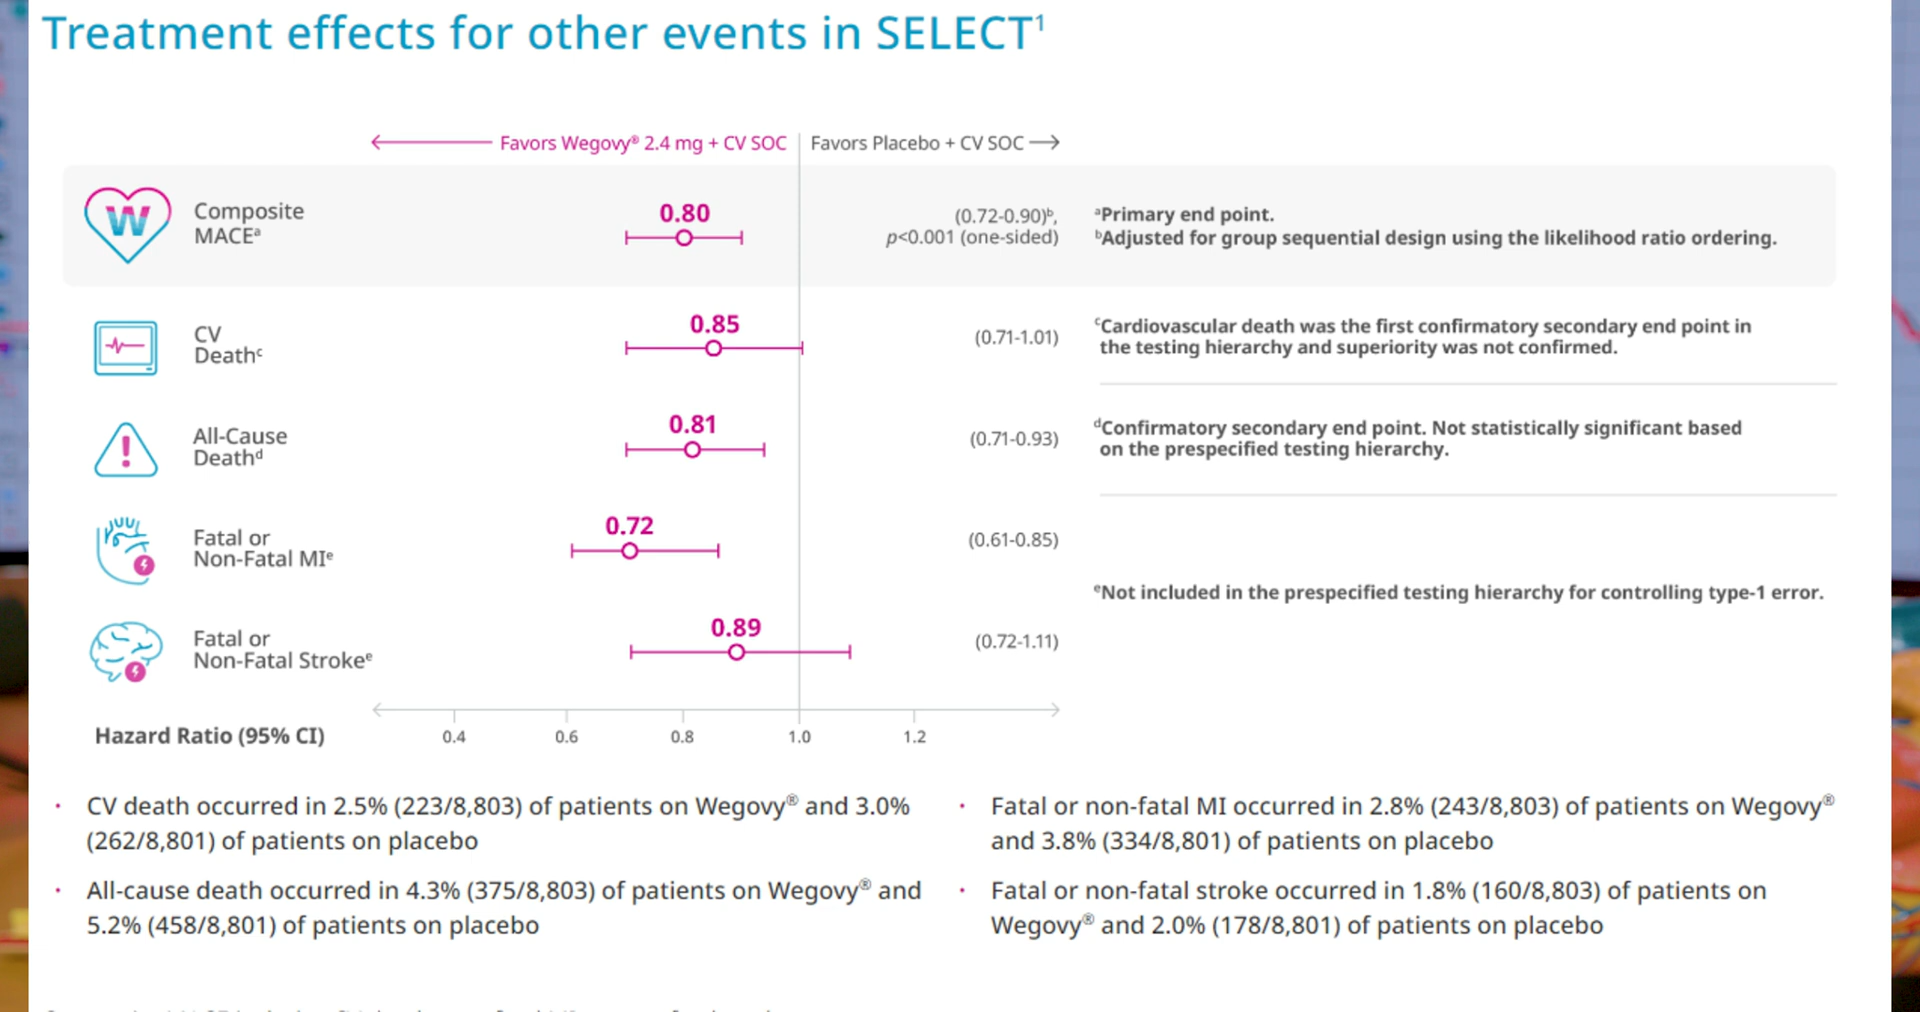 Treatment effects for other events in SELECT¹
Favors Wegovy® 2.4 mg + CV SOC
Favors Placebo + CV SOC
W
Composite
MACEᵃ
0.80
(0.72-0.90)ᵇ,
p<0.001 (one-sided)
ᵃPrimary end point.
ᵇAdjusted for group sequential design using the likelihood ratio ordering.
CV
Deathᶜ
0.85
(0.71-1.01)
ᶜCardiovascular death was the first confirmatory secondary end point in
the testing hierarchy and superiority was not confirmed.
All-Cause
Deathᵈ
0.81
(0.71-0.93)
ᵈConfirmatory secondary end point. Not statistically significant based
on the prespecified testing hierarchy.
Fatal or
Non-Fatal MIᵉ
0.72
(0.61-0.85)
ᵉNot included in the prespecified testing hierarchy for controlling type-1 error.
Fatal or
Non-Fatal Strokeᵉ
0.89
(0.72-1.11)
Hazard Ratio (95% CI)
0.4 0.6 0.8 1.0 1.2
· CV death occurred in 2.5% (223/8,803) of patients on Wegovy® and 3.0%
(262/8,801) of patients on placebo
· All-cause death occurred in 4.3% (375/8,803) of patients on Wegovy® and
5.2% (458/8,801) of patients on placebo
· Fatal or non-fatal MI occurred in 2.8% (243/8,803) of patients on Wegovy®
and 3.8% (334/8,801) of patients on placebo
· Fatal or non-fatal stroke occurred in 1.8% (160/8,803) of patients on
Wegovy® and 2.0% (178/8,801) of patients on placebo